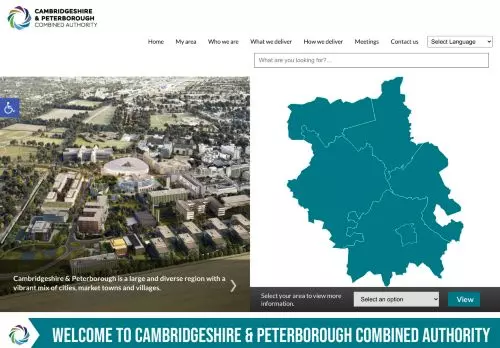 CAMBRIDGESHIRE
& PETERBOROUGH
COMBINED AUTHORITY
Home My area Who we are What we deliver How we deliver Meetings Contact us Select Language
What are you looking for?...
Cambridgeshire & Peterborough is a large and diverse region with a
vibrant mix of cities, market towns and villages.
Select your area to view more
information.
Select an option
View
WELCOME TO CAMBRIDGESHIRE & PETERBOROUGH COMBINED AUTHORITY